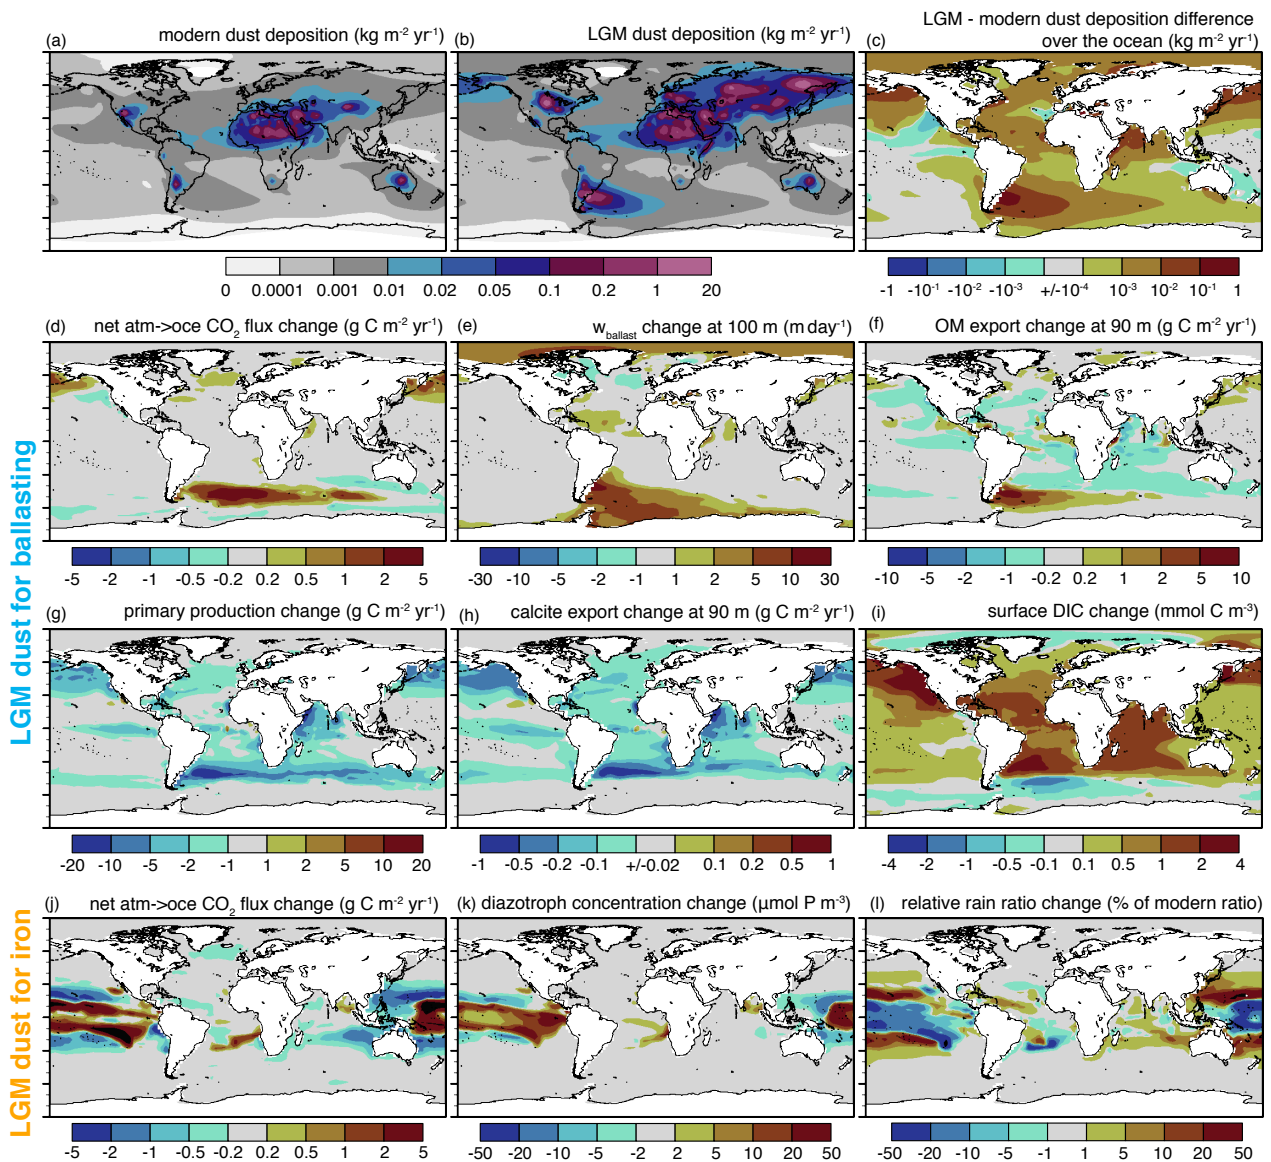 (a) modern dust deposition (kg m⁻² yr⁻¹)
(b) LGM dust deposition (kg m⁻² yr⁻¹)
LGM - modern dust deposition difference
(c) over the ocean (kg m⁻² yr⁻¹)
0 0.0001 0.001 0.01 0.02 0.05 0.1 0.2 1 20
-1 -10⁻¹ -10⁻² -10⁻³ +/-10⁻⁴ 10⁻³ 10⁻² 10⁻¹ 1
LGM dust for ballasting
(d) net atm->oce CO₂ flux change (g C m⁻² yr⁻¹)
(e) w_ballast change at 100 m (m day⁻¹)
(f) OM export change at 90 m (g C m⁻² yr⁻¹)
-5 -2 -1 -0.5 -0.2 0.2 0.5 1 2 5
-30 -10 -5 -2 -1 1 2 5 10 30
-10 -5 -2 -1 -0.2 0.2 1 2 5 10
(g) primary production change (g C m⁻² yr⁻¹)
(h) calcite export change at 90 m (g C m⁻² yr⁻¹)
(i) surface DIC change (mmol C m⁻³)
-20 -10 -5 -2 -1 1 2 5 10 20
-1 -0.5 -0.2 -0.1 +/-0.02 0.1 0.2 0.5 1
-4 -2 -1 -0.5 -0.1 0.1 0.5 1 2 4
LGM dust for iron
(j) net atm->oce CO₂ flux change (g C m⁻² yr⁻¹)
(k) diazotroph concentration change (µmol P m⁻³)
(l) relative rain ratio change (% of modern ratio)
-5 -2 -1 -0.5 -0.2 0.2 0.5 1 2 5
-50 -20 -10 -5 -2 2 5 10 20 50
-50 -20 -10 -5 -1 1 5 10 20 50